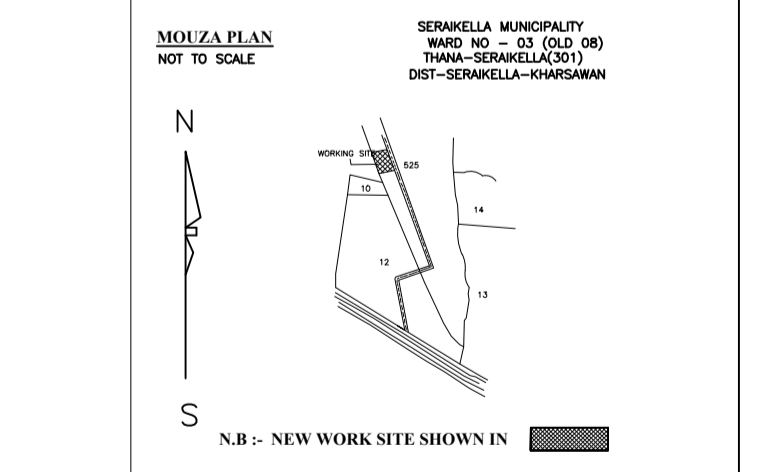 MOUZA PLAN
NOT TO SCALE
SERAIKELLA MUNICIPALITY
WARD NO - 03 (OLD 08)
THANA-SERAIKELLA(301)
DIST-SERAIKELLA-KHARSAWAN
N
WORKING SITE
525
10
14
12
13
S
N.B :- NEW WORK SITE SHOWN IN